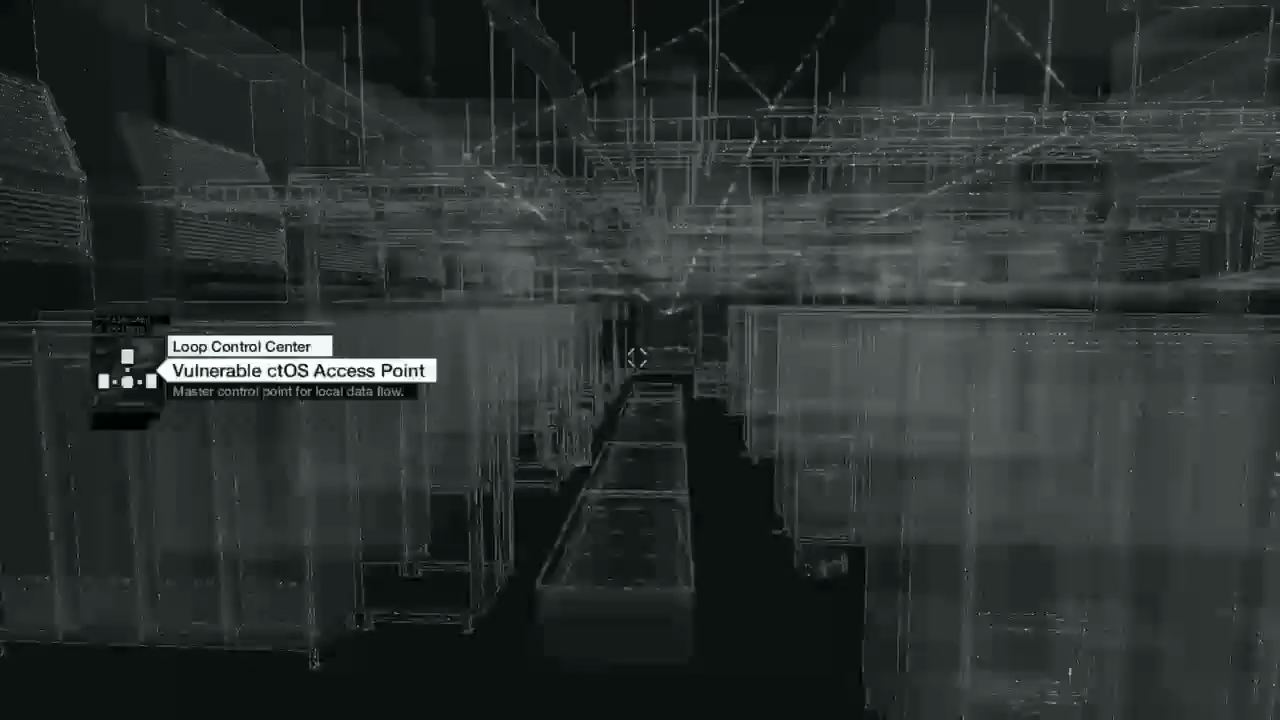 Loop Control Center
Vulnerable ctOS Access Point
Master control point for local data flow.